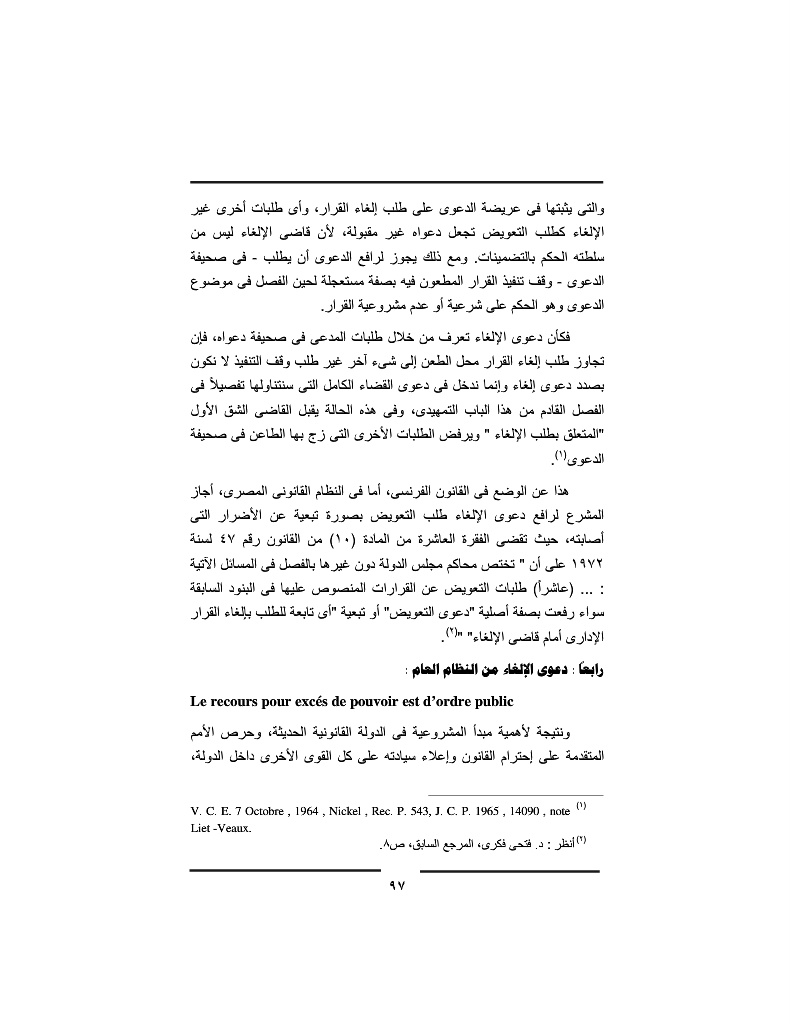 والتى يثبتها فى عريضة الدعوى على طلب إلغاء القرار، وأى طلبات أخرى غير
الإلغاء كطلب التعويض تجعل دعواه غير مقبولة، لأن قاضى الإلغاء ليس من
سلطته الحكم بالتضمينات. ومع ذلك يجوز لرافع الدعوى أن يطلب - فى صحيفة
الدعوى - وقف تنفيذ القرار المطعون فيه بصفة مستعجلة لحين الفصل فى موضوع
الدعوى وهو الحكم على شرعية أو عدم مشروعية القرار.
فكأن دعوى الإلغاء تعرف من خلال طلبات المدعى فى صحيفة دعواه، فإن
تجاوز طلب إلغاء القرار محل الطعن إلى شىء آخر غير طلب وقف التنفيذ لا نكون
بصدد دعوى إلغاء وإنما ندخل فى دعوى القضاء الكامل التى سنتناولها تفصيلاً فى
الفصل القادم من هذا الباب التمهيدى، وفى هذه الحالة يقبل القاضى الشق الأول
"المتعلق بطلب الإلغاء " ويرفض الطلبات الأخرى التى زج بها الطاعن فى صحيفة
الدعوى(١).
هذا عن الوضع فى القانون الفرنسى، أما فى النظام القانونى المصرى، أجاز
المشرع لرافع دعوى الإلغاء طلب التعويض بصورة تبعية عن الأضرار التى
أصابته، حيث تقضى الفقرة العاشرة من المادة (١٠) من القانون رقم ٤٧ لسنة
١٩٧٢ على أن " تختص محاكم مجلس الدولة دون غيرها بالفصل فى المسائل الآتية
: ... (عاشراً) طلبات التعويض عن القرارات المنصوص عليها فى البنود السابقة
سواء رفعت بصفة أصلية "دعوى التعويض" أو تبعية "أى تابعة للطلب بإلغاء القرار
الإدارى أمام قاضى الإلغاء" "(٢).
رابعاً : دعوى الإلغاء من النظام العام :
Le recours pour excés de pouvoir est d’ordre public
ونتيجة لأهمية مبدأ المشروعية فى الدولة القانونية الحديثة، وحرص الأمم
المتقدمة على إحترام القانون وإعلاء سيادته على كل القوى الأخرى داخل الدولة،
(١) V. C. E. 7 Octobre , 1964 , Nickel , Rec. P. 543, J. C. P. 1965 , 14090 , note
Liet -Veaux.
(٢) أنظر : د. فتحى فكرى، المرجع السابق، ص٨.
٩٧